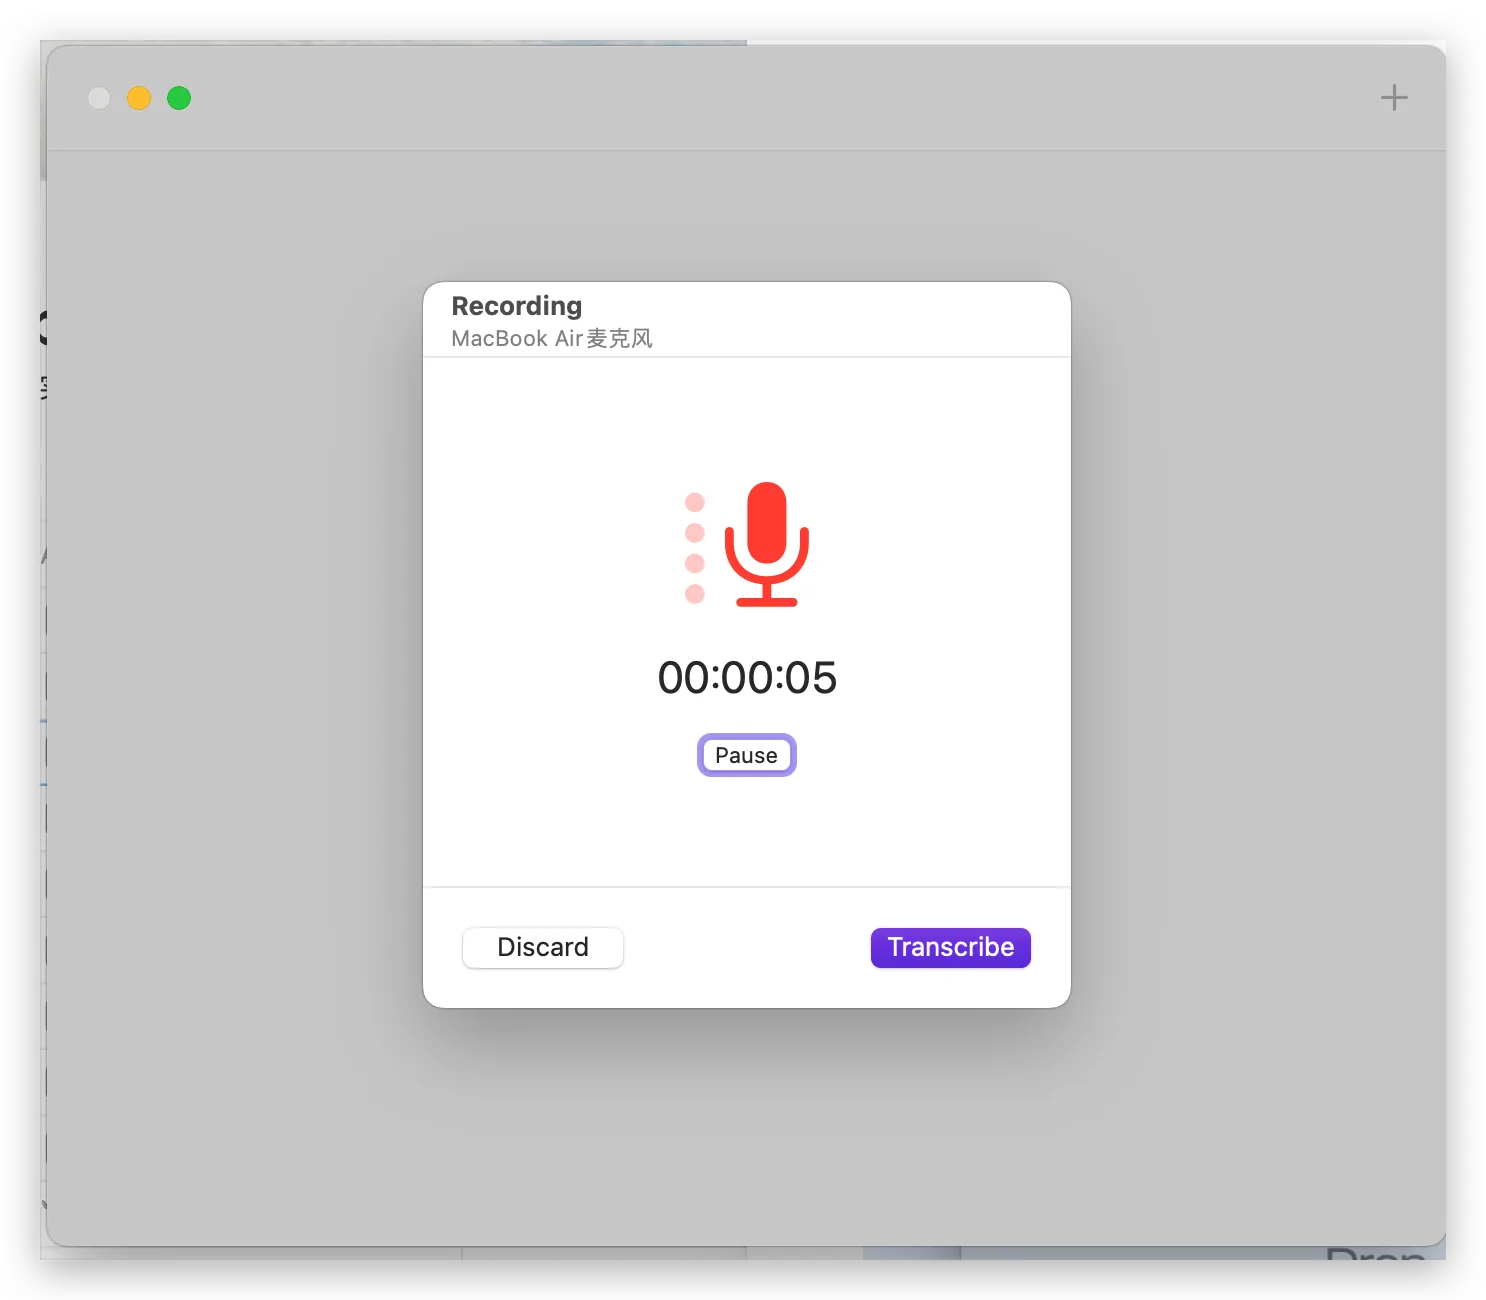 Recording
MacBook Air麦克风
00:00:05
Pause
Discard
Transcribe